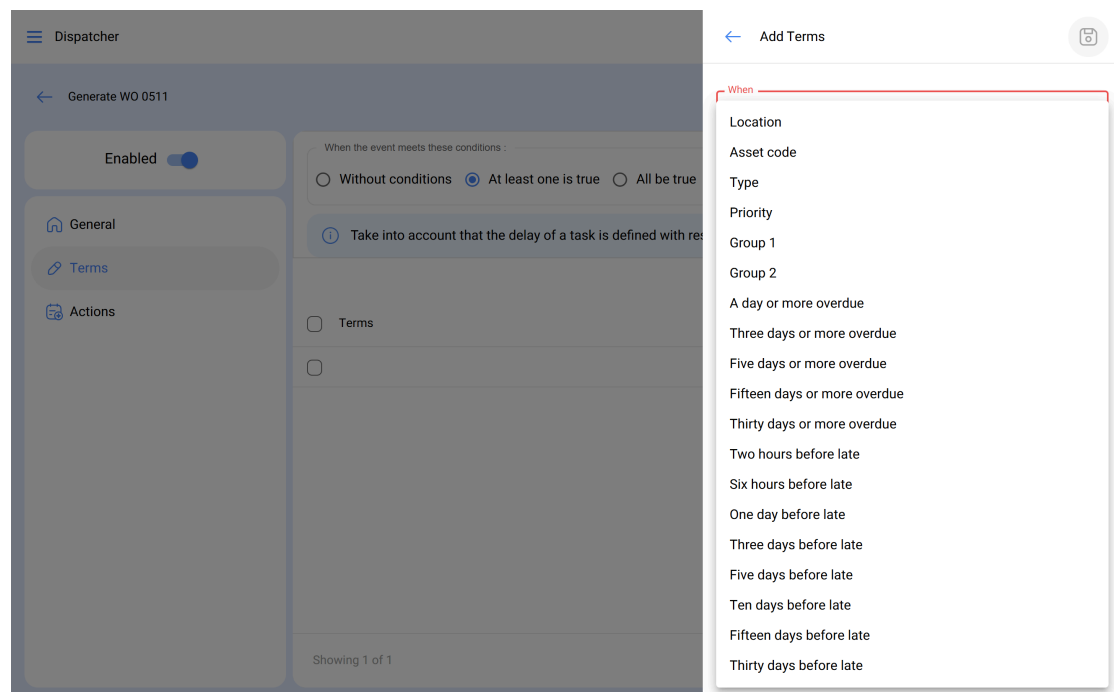 Dispatcher
Generate WO 0511
Enabled
General
Terms
Actions
When the event meets these conditions :
Without conditions At least one is true All be true
Take into account that the delay of a task is defined with
Terms
Showing 1 of 1
Add Terms
When
Location
Asset code
Type
Priority
Group 1
Group 2
A day or more overdue
Three days or more overdue
Five days or more overdue
Fifteen days or more overdue
Thirty days or more overdue
Two hours before late
Six hours before late
One day before late
Three days before late
Five days before late
Ten days before late
Fifteen days before late
Thirty days before late